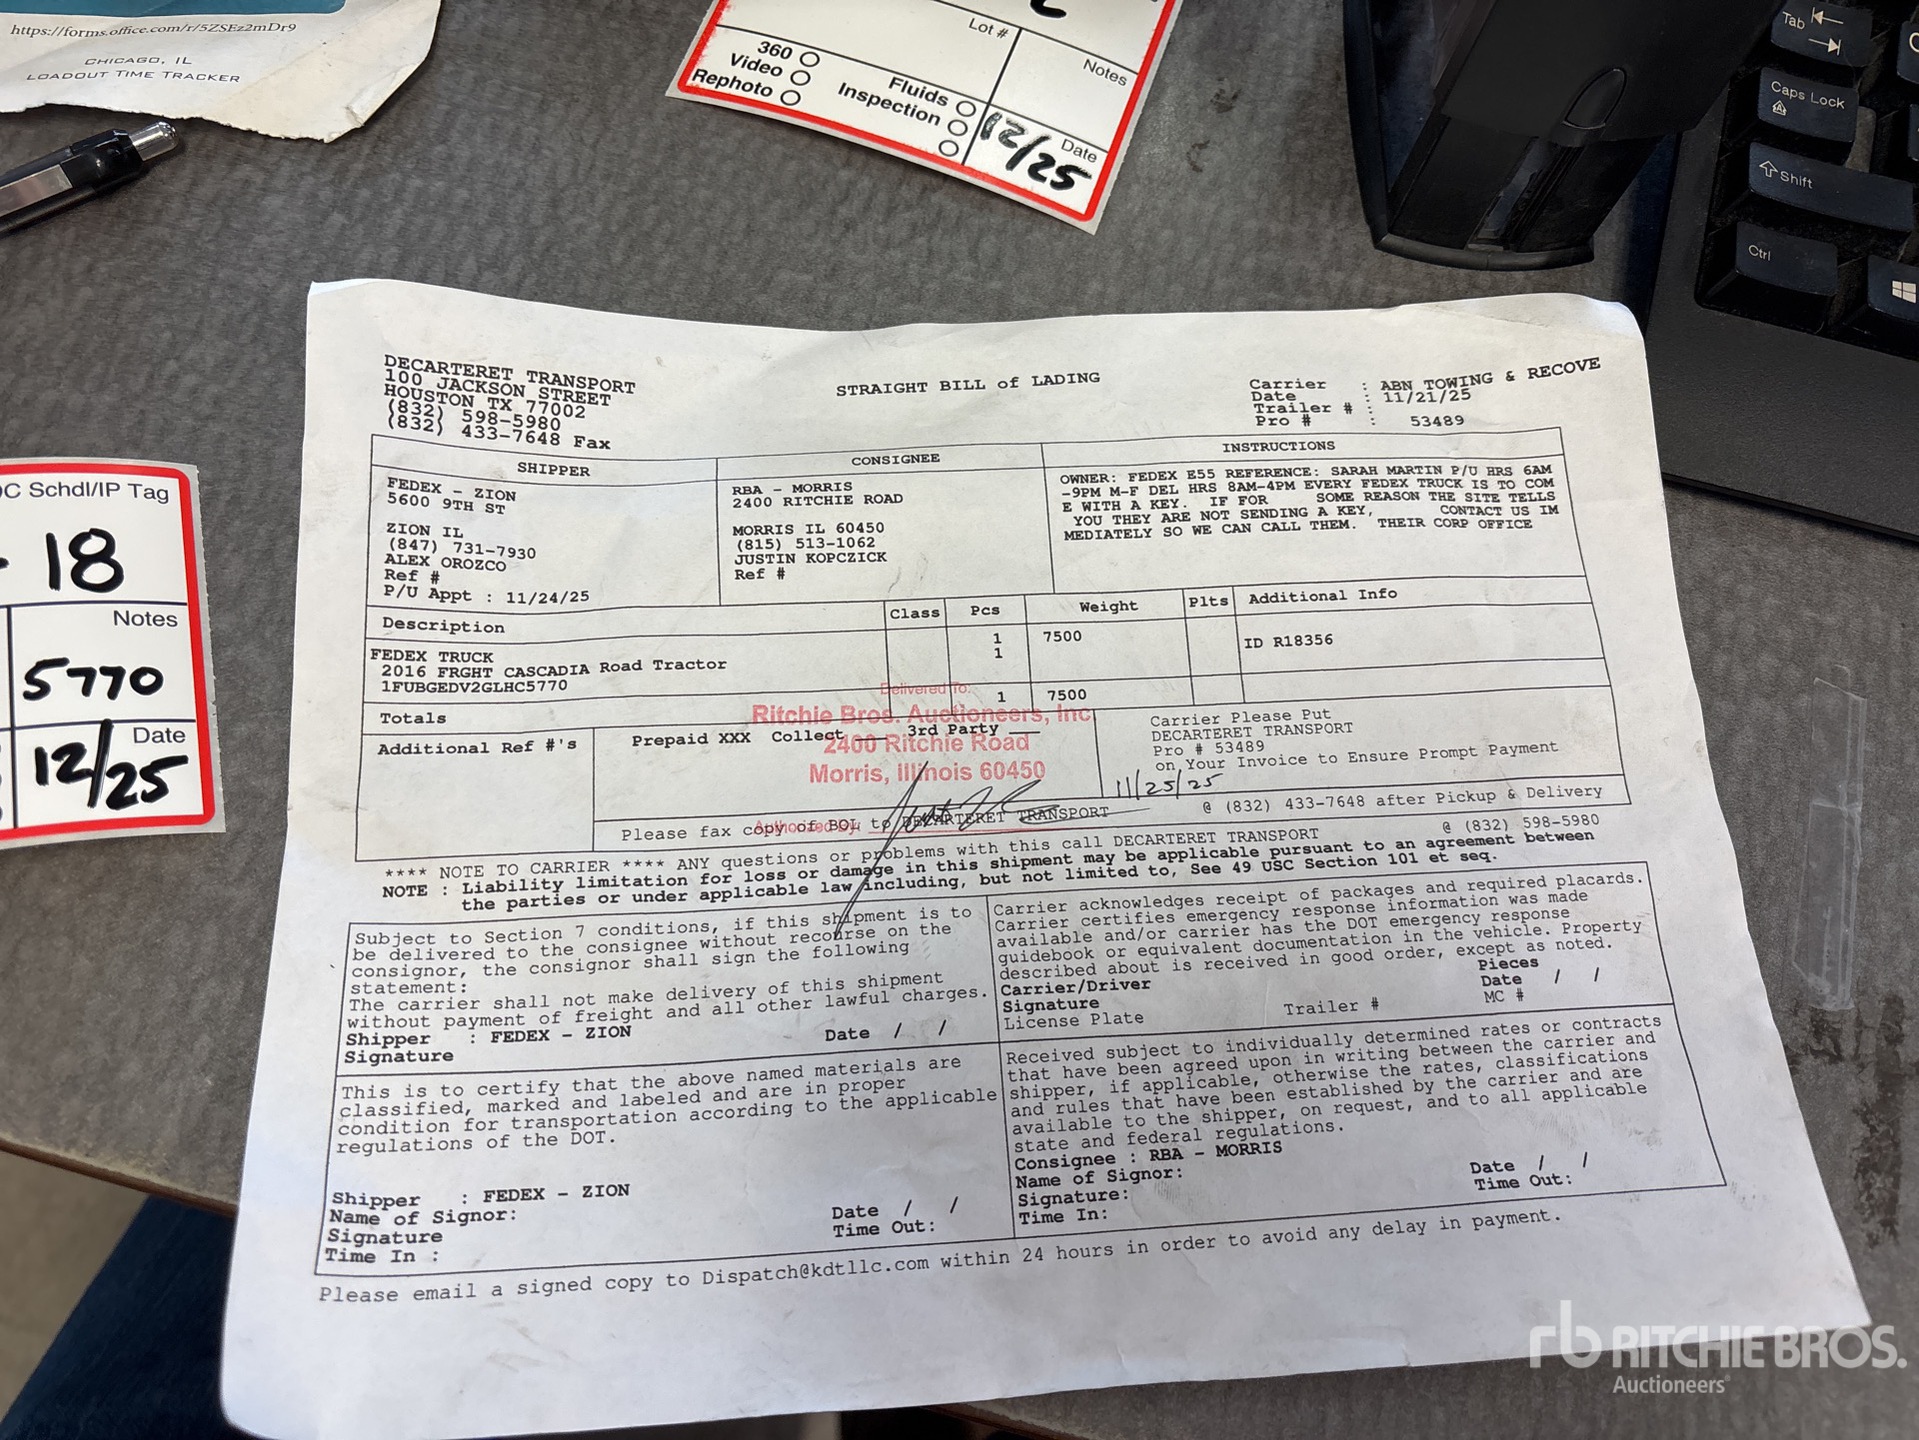 https://forms.office.com/r/5ZSEz2mDr9
CHICAGO, IL
LOADOUT TIME TRACKER
Lot #
Notes
360
Video
Rephoto
Fluids
Inspection
Date
12/25
Tab
Caps Lock
Shift
Ctrl
Schdl/IP Tag
18
Notes
5770
Date
12/25
DECARTERET TRANSPORT
100 JACKSON STREET
HOUSTON TX 77002
(832) 598-5980
(832) 433-7648 Fax
STRAIGHT BILL of LADING
Carrier : ABN TOWING & RECOVE
Date : 11/21/25
Trailer # :
Pro # : 53489
SHIPPER
FEDEX - ZION
5600 9TH ST
ZION IL
(847) 731-7930
ALEX OROZCO
Ref #
P/U Appt : 11/24/25
CONSIGNEE
RBA - MORRIS
2400 RITCHIE ROAD
MORRIS IL 60450
(815) 513-1062
JUSTIN KOPCZICK
Ref #
INSTRUCTIONS
OWNER: FEDEX E55 REFERENCE: SARAH MARTIN P/U HRS 6AM
-9PM M-F DEL HRS 8AM-4PM EVERY FEDEX TRUCK IS TO COM
E WITH A KEY. IF FOR SOME REASON THE SITE TELLS
YOU THEY ARE NOT SENDING A KEY, CONTACT US IM
MEDIATELY SO WE CAN CALL THEM. THEIR CORP OFFICE
Description Class Pcs Weight Plts Additional Info
FEDEX TRUCK 1 7500 ID R18356
2016 FRGHT CASCADIA Road Tractor 1
1FUBGEDV2GLHC5770
Totals 1 7500
Delivered To:
Ritchie Bros. Auctioneers, Inc
2400 Ritchie Road
Morris, Illinois 60450
Authorized By:
Additional Ref #'s
Prepaid XXX Collect ___ 3rd Party ___
Carrier Please Put
DECARTERET TRANSPORT
Pro # 53489
on Your Invoice to Ensure Prompt Payment
11/25/25
Please fax copy of BOL to DECARTERET TRANSPORT @ (832) 433-7648 after Pickup & Delivery
**** NOTE TO CARRIER **** ANY questions or problems with this call DECARTERET TRANSPORT @ (832) 598-5980
NOTE : Liability limitation for loss or damage in this shipment may be applicable pursuant to an agreement between
the parties or under applicable law including, but not limited to, See 49 USC Section 101 et seq.
Subject to Section 7 conditions, if this shipment is to
be delivered to the consignee without recourse on the
consignor, the consignor shall sign the following
statement:
The carrier shall not make delivery of this shipment
without payment of freight and all other lawful charges.
Shipper : FEDEX - ZION Date / /
Signature
Carrier acknowledges receipt of packages and required placards.
Carrier certifies emergency response information was made
available and/or carrier has the DOT emergency response
guidebook or equivalent documentation in the vehicle. Property
described about is received in good order, except as noted.
Carrier/Driver Pieces
Signature Date / /
License Plate Trailer # MC #
This is to certify that the above named materials are
classified, marked and labeled and are in proper
condition for transportation according to the applicable
regulations of the DOT.
Shipper : FEDEX - ZION
Name of Signor: Date / /
Signature Time Out:
Time In :
Received subject to individually determined rates or contracts
that have been agreed upon in writing between the carrier and
shipper, if applicable, otherwise the rates, classifications
and rules that have been established by the carrier and are
available to the shipper, on request, and to all applicable
state and federal regulations.
Consignee : RBA - MORRIS
Name of Signor: Date / /
Signature: Time Out:
Time In:
Please email a signed copy to Dispatch@kdtllc.com within 24 hours in order to avoid any delay in payment.
rb RITCHIE BROS.
Auctioneers